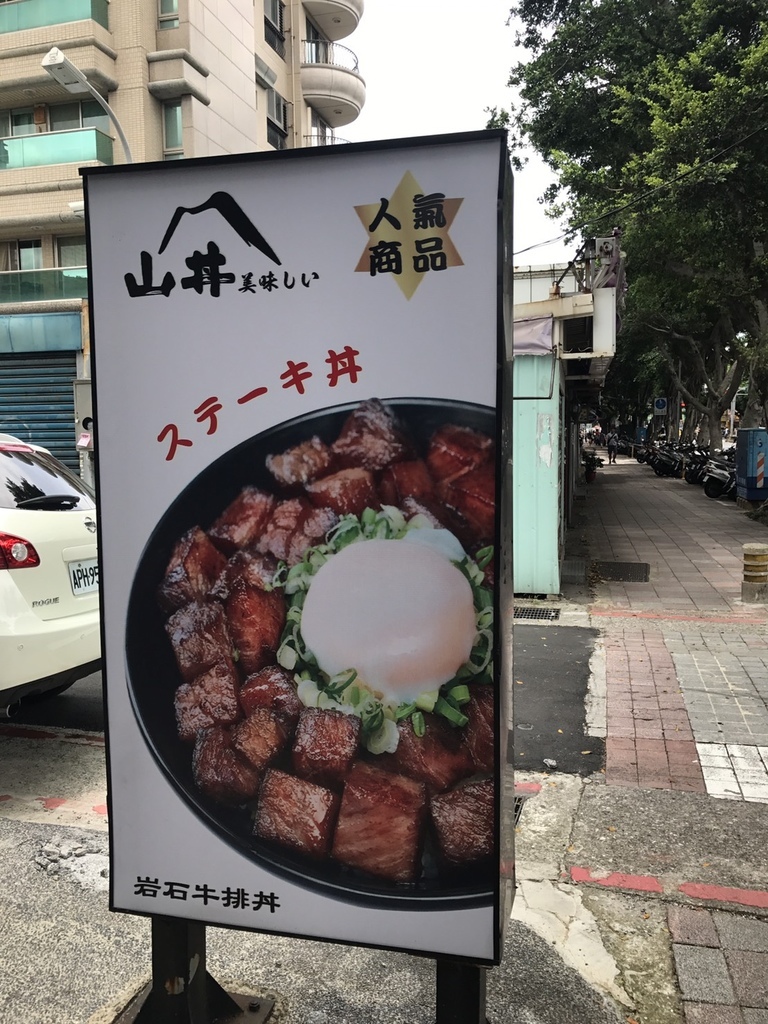 山丼美味しい
人氣
商品
ステーキ丼
岩石牛排丼
ROGUE